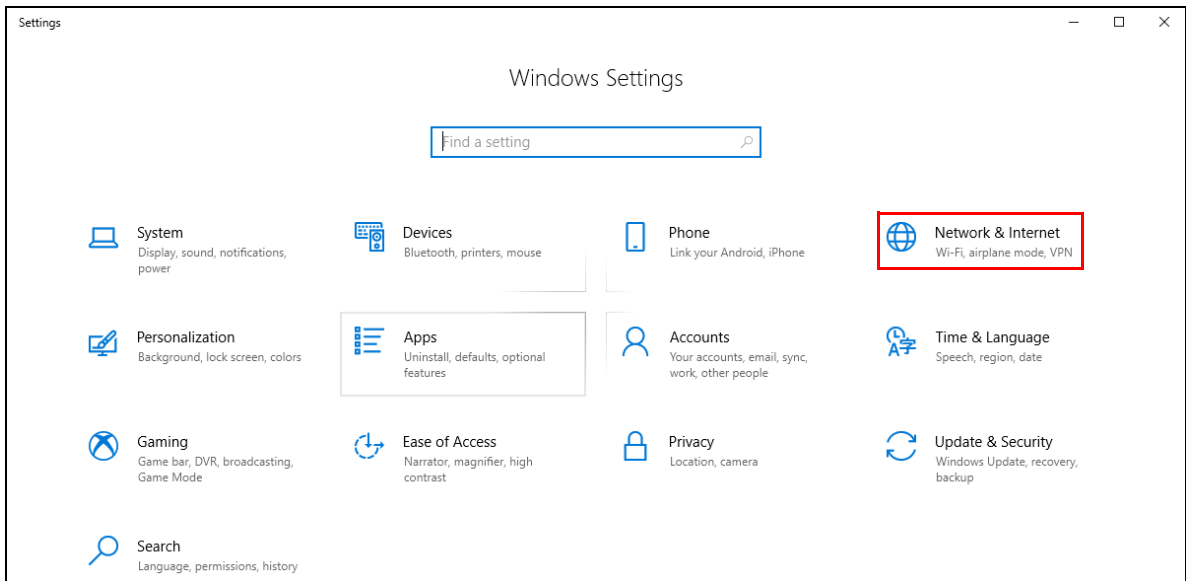 Settings
Windows Settings
Find a setting
System
Display, sound, notifications,
power
Devices
Bluetooth, printers, mouse
Phone
Link your Android, iPhone
Network & Internet
Wi-Fi, airplane mode, VPN
Personalization
Background, lock screen, colors
Apps
Uninstall, defaults, optional
features
Accounts
Your accounts, email, sync,
work, other people
Time & Language
Speech, region, date
Gaming
Game bar, DVR, broadcasting,
Game Mode
Ease of Access
Narrator, magnifier, high
contrast
Privacy
Location, camera
Update & Security
Windows Update, recovery,
backup
Search
Language, permissions, history